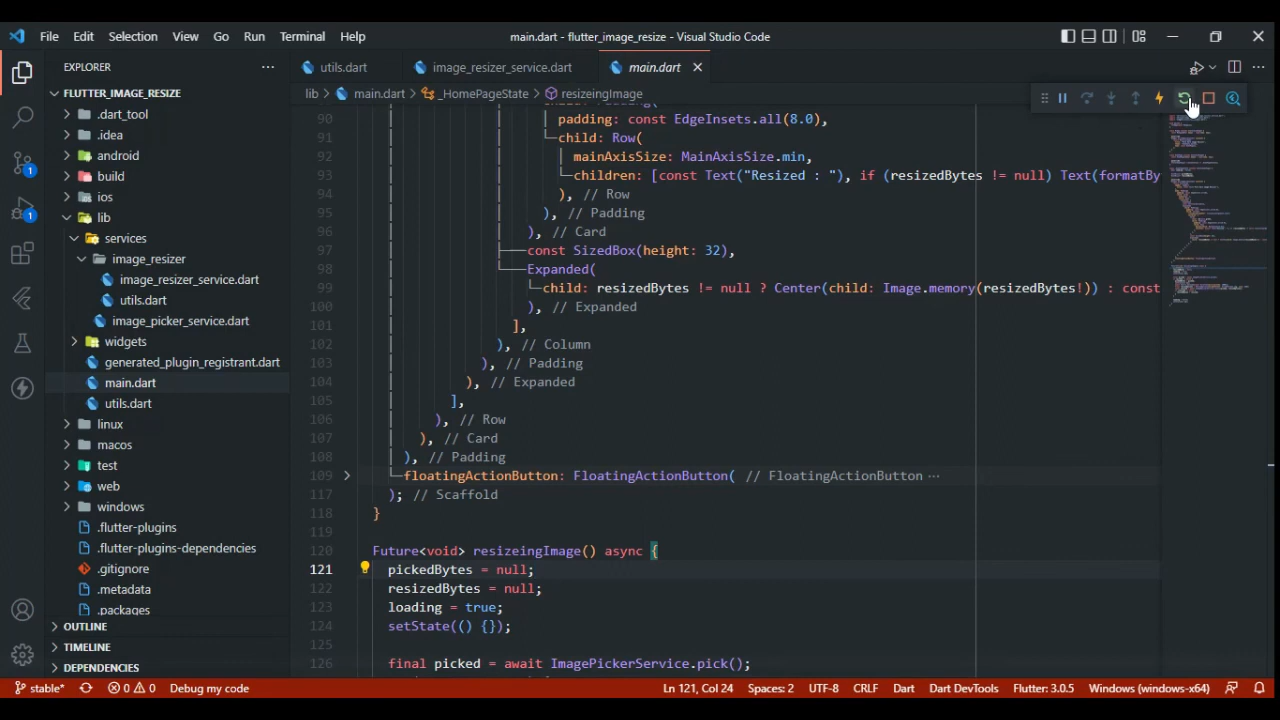 File Edit Selection View Go Run Terminal Help
main.dart - flutter_image_resize - Visual Studio Code
EXPLORER
utils.dart
image_resizer_service.dart
main.dart
FLUTTER_IMAGE_RESIZE
lib
main.dart
_HomePageState
resizeingImage
.dart_tool
.idea
android
build
ios
lib
services
image_resizer
image_resizer_service.dart
utils.dart
image_picker_service.dart
widgets
generated_plugin_registrant.dart
main.dart
utils.dart
linux
macos
test
web
windows
.flutter-plugins
.flutter-plugins-dependencies
.gitignore
.metadata
.packages
OUTLINE
TIMELINE
DEPENDENCIES
1
1
90 padding: const EdgeInsets.all(8.0),
91 child: Row(
92 mainAxisSize: MainAxisSize.min,
93 children: [const Text("Resized : "), if (resizedBytes != null) Text(formatBy
94 ), // Row
95 ), // Padding
96 ), // Card
97 const SizedBox(height: 32),
98 Expanded(
99 child: resizedBytes != null ? Center(child: Image.memory(resizedBytes!)) : const
100 ), // Expanded
101 ],
102 ), // Column
103 ), // Padding
104 ), // Expanded
105 ],
106 ), // Row
107 ), // Card
108 ), // Padding
109 floatingActionButton: FloatingActionButton( // FloatingActionButton ⋯
117 ); // Scaffold
118 }
119
120 Future<void> resizeingImage() async {
121 pickedBytes = null;
122 resizedBytes = null;
123 loading = true;
124 setState(() {});
125
126 final picked = await ImagePickerService.pick();
stable* 0 0 Debug my code
Ln 121, Col 24 Spaces: 2 UTF-8 CRLF Dart Dart DevTools Flutter: 3.0.5 Windows (windows-x64)